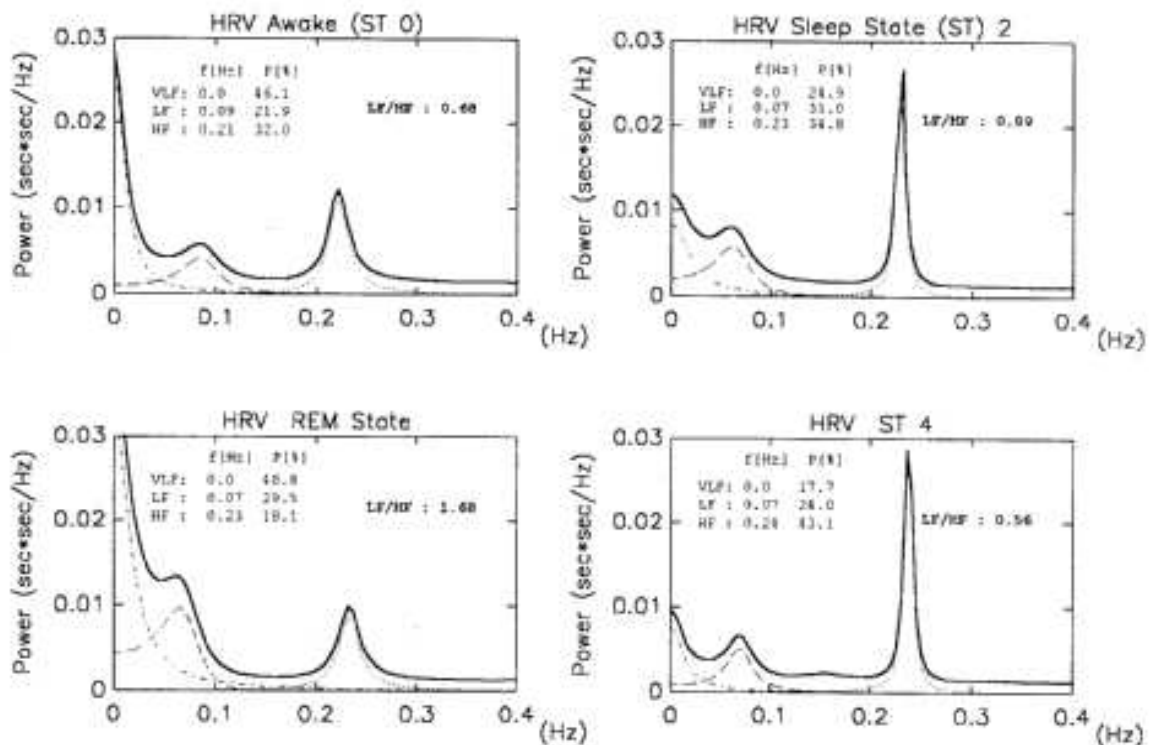 HRV Awake (ST 0)
Power (sec*sec/Hz)
0.03
0.02
0.01
0
f[Hz] P[%]
VLF: 0.0 46.1
LF : 0.09 21.9
HF : 0.21 32.0
LF/HF : 0.68
0 0.1 0.2 0.3 0.4
(Hz)
HRV Sleep State (ST) 2
Power (sec*sec/Hz)
0.03
0.02
0.01
0
f[Hz] P[%]
VLF: 0.0 24.9
LF : 0.07 31.0
HF : 0.23 34.8
LF/HF : 0.89
0 0.1 0.2 0.3 0.4
(Hz)
HRV REM State
Power (sec*sec/Hz)
0.03
0.02
0.01
0
f[Hz] P[%]
VLF: 0.0
LF : 0.07
HF : 0.23
LF/HF : 1.68
0 0.1 0.2 0.3 0.4
(Hz)
HRV ST 4
Power (sec*sec/Hz)
0.03
0.02
0.01
0
f[Hz] P[%]
VLF: 0.0 17.7
LF : 0.07
HF : 0.24 43.1
LF/HF : 0.56
0 0.1 0.2 0.3 0.4
(Hz)